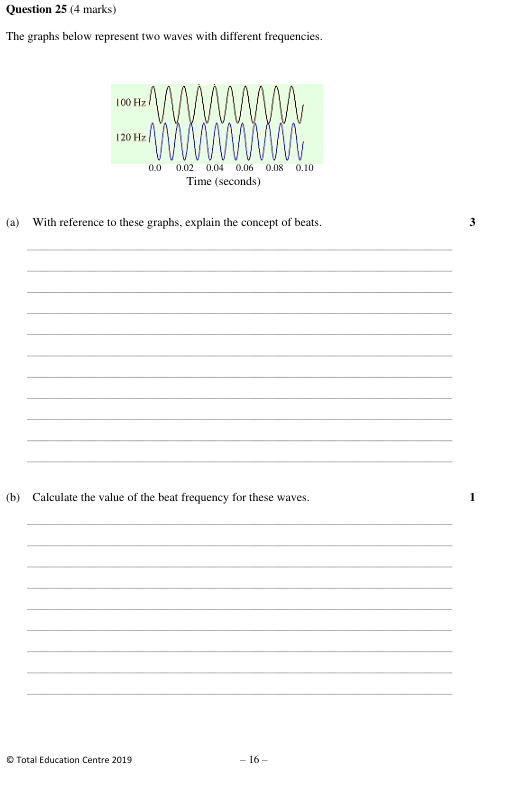 Question 25 (4 marks)
The graphs below represent two waves with different frequencies.
100 Hz
120 Hz
0.0 0.02 0.04 0.06 0.08 0.10
Time (seconds)
(a) With reference to these graphs, explain the concept of beats. 3
(b) Calculate the value of the beat frequency for these waves. 1
© Total Education Centre 2019 – 16 –